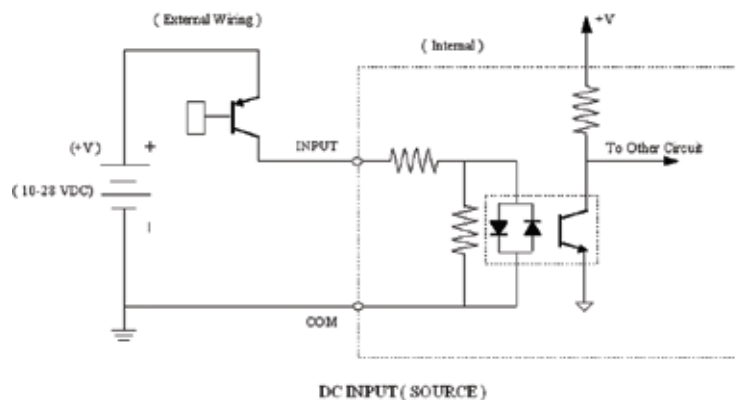 ( External Wiring )
+V
( Internal )
To Other Circuit
INPUT
(+V)
+
( 10-28 VDC)
COM
DC INPUT ( SOURCE )